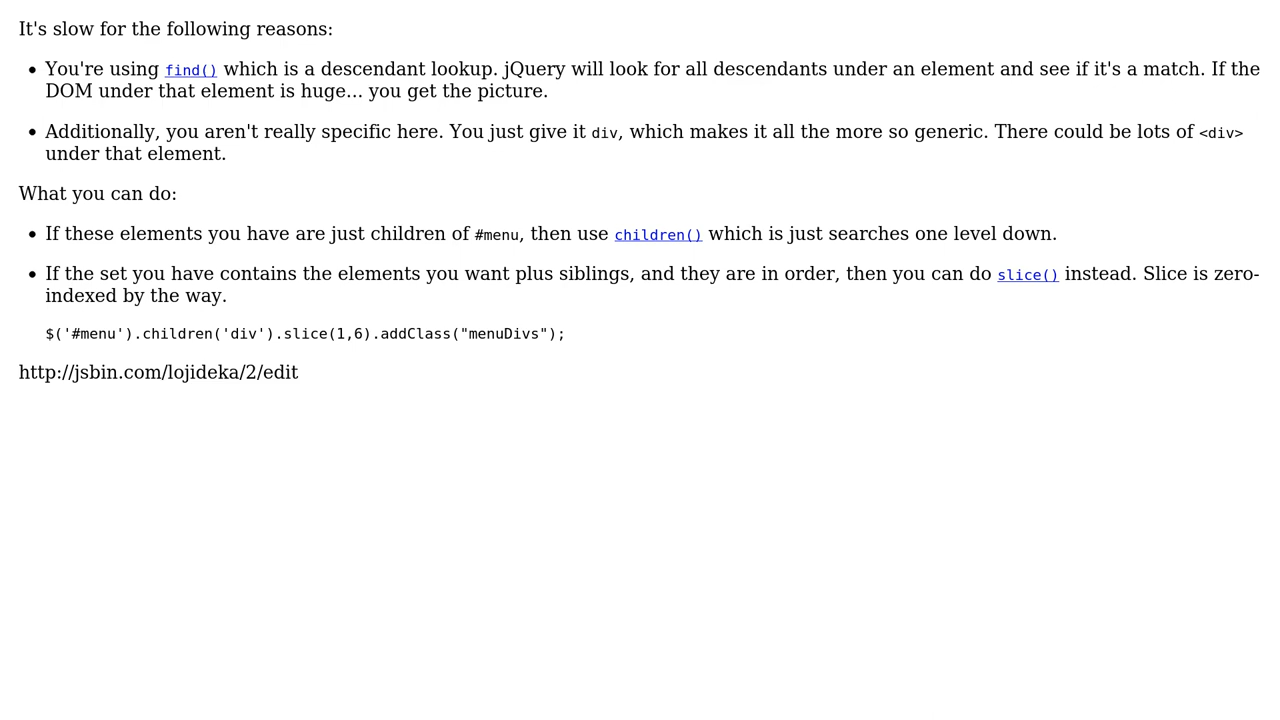 It's slow for the following reasons:
• You're using find() which is a descendant lookup. jQuery will look for all descendants under an element and see if it's a match. If the
DOM under that element is huge... you get the picture.
• Additionally, you aren't really specific here. You just give it div, which makes it all the more so generic. There could be lots of <div>
under that element.
What you can do:
• If these elements you have are just children of #menu, then use children() which is just searches one level down.
• If the set you have contains the elements you want plus siblings, and they are in order, then you can do slice() instead. Slice is zero-
indexed by the way.
$('#menu').children('div').slice(1,6).addClass("menuDivs");
http://jsbin.com/lojideka/2/edit